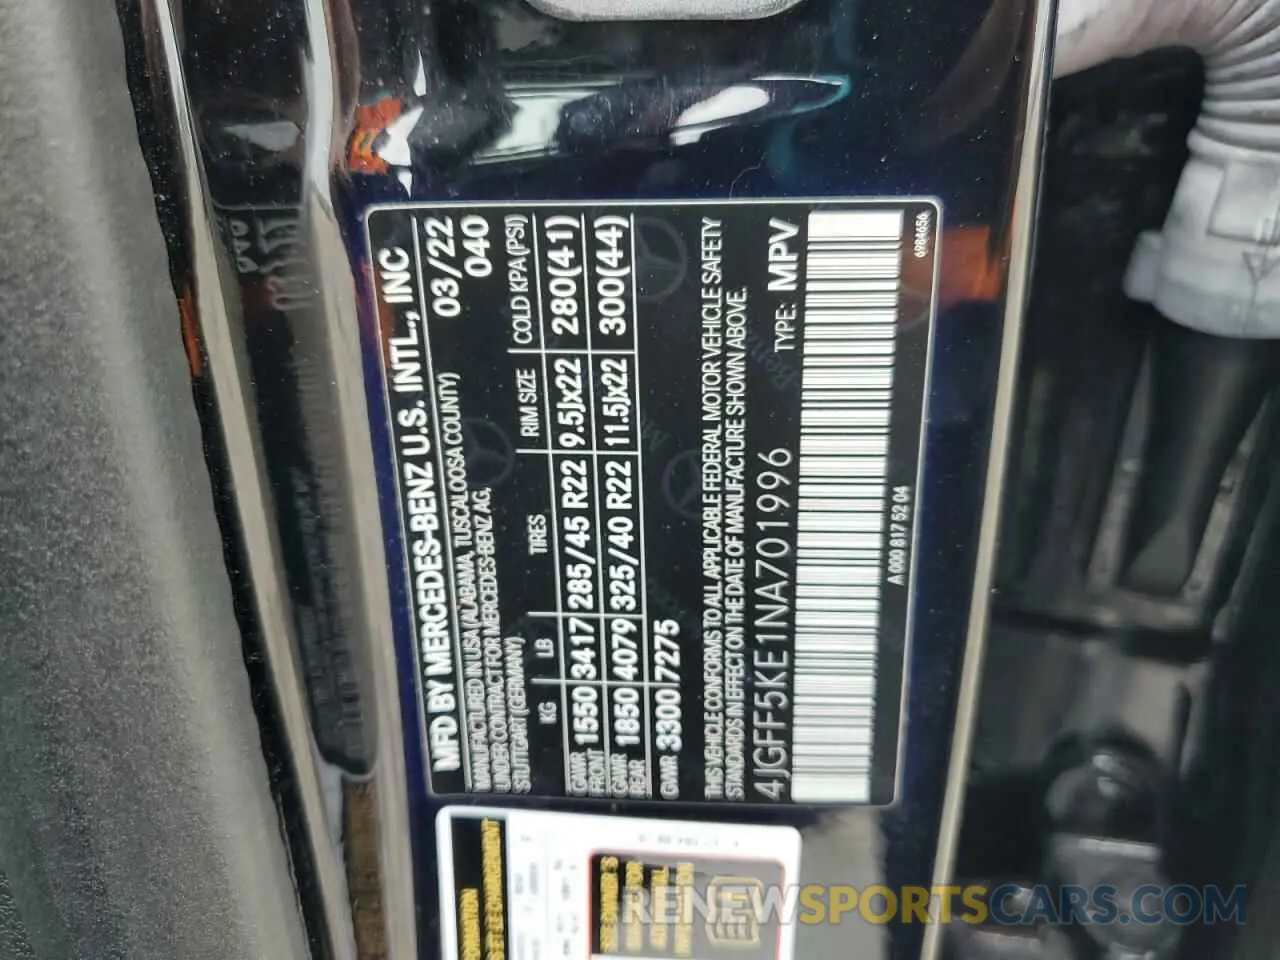 MFD BY MERCEDES-BENZ U.S. INTL., INC
MANUFACTURED IN USA (ALABAMA, TUSCALOOSA COUNTY) 03/22
UNDER CONTRACT FOR MERCEDES-BENZ AG, 040
STUTTGART (GERMANY)
KG LB TIRES RIM SIZE COLD KPA (PSI)
GAWR FRONT 1550 3417 285/45 R22 9.5Jx22 280(41)
GAWR REAR 1850 4079 325/40 R22 11.5Jx22 300(44)
GVWR 3300 7275
THIS VEHICLE CONFORMS TO ALL APPLICABLE FEDERAL MOTOR VEHICLE SAFETY
STANDARDS IN EFFECT ON THE DATE OF MANUFACTURE SHOWN ABOVE.
4JGFF5KE1NA701996 TYPE: MPV
A 000 817 52 04
6984656
RENEWSPORTSCARS.COM